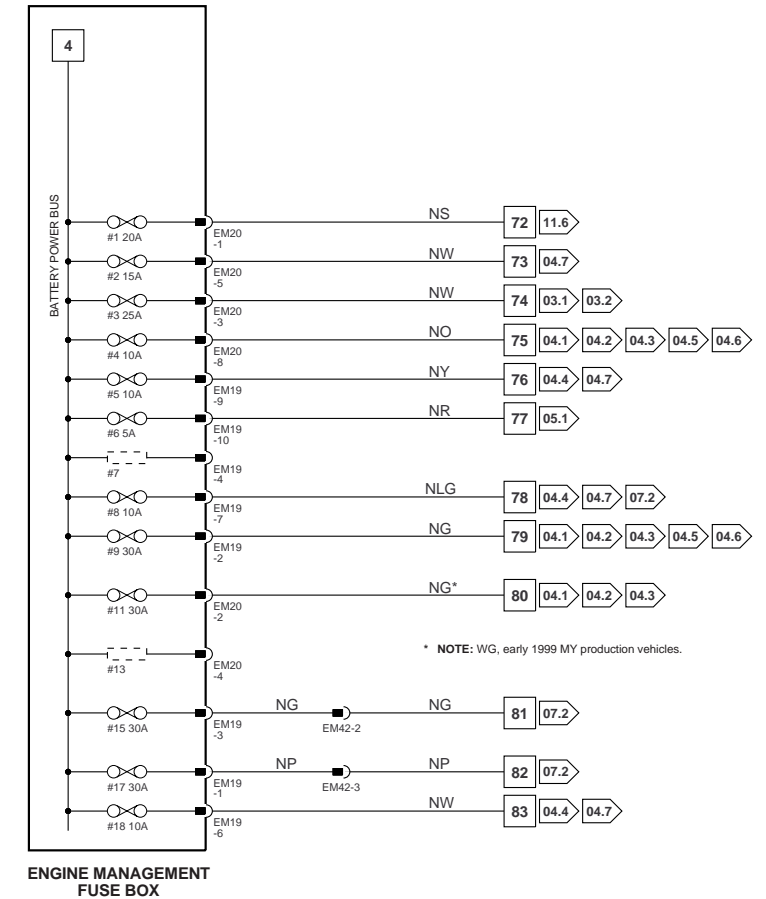 4
BATTERY POWER BUS
NS
#1 20A
EM20
-1
72 11.6
NW
#2 15A
EM20
-5
73 04.7
NW
#3 25A
EM20
-3
74 03.1 03.2
NO
#4 10A
EM20
-8
75 04.1 04.2 04.3 04.5 04.6
NY
#5 10A
EM19
-9
76 04.4 04.7
NR
#6 5A
EM19
-10
77 05.1
#7
EM19
-4
NLG
#8 10A
EM19
-7
78 04.4 04.7 07.2
NG
#9 30A
EM19
-2
79 04.1 04.2 04.3 04.5 04.6
NG*
#11 30A
EM20
-2
80 04.1 04.2 04.3
* NOTE: WG, early 1999 MY production vehicles.
#13
EM20
-4
NG NG
#15 30A
EM19
-3
EM42-2
81 07.2
NP NP
#17 30A
EM19
-1
EM42-3
82 07.2
NW
#18 10A
EM19
-6
83 04.4 04.7
ENGINE MANAGEMENT
FUSE BOX